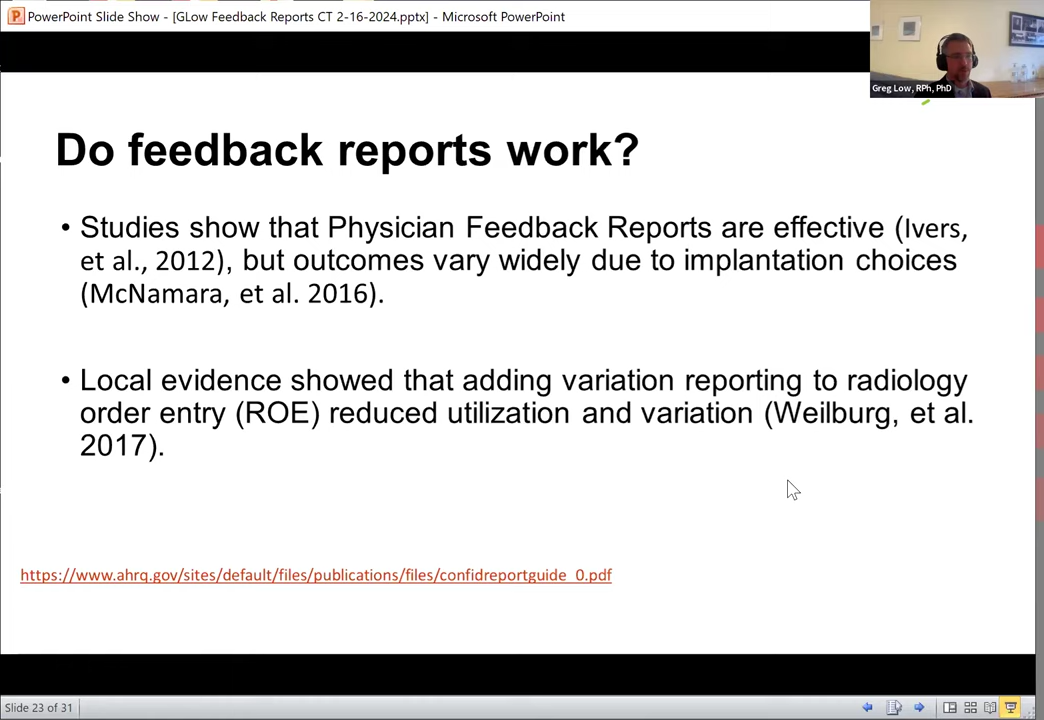 PowerPoint Slide Show - [GLow Feedback Reports CT 2-16-2024.pptx] - Microsoft PowerPoint
Greg Low, RPh, PhD
Do feedback reports work?
• Studies show that Physician Feedback Reports are effective (Ivers,
et al., 2012), but outcomes vary widely due to implantation choices
(McNamara, et al. 2016).
• Local evidence showed that adding variation reporting to radiology
order entry (ROE) reduced utilization and variation (Weilburg, et al.
2017).
https://www.ahrq.gov/sites/default/files/publications/files/confidreportguide_0.pdf
Slide 23 of 31